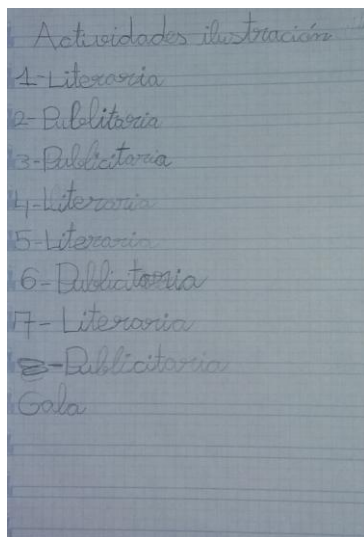 Actividades ilustración
1-Literaria
2-Publitaria
3-Publicitaria
4-Literaria
5-Literaria
6-Publicitaria
7-Literaria
8-Publicitaria
Gala